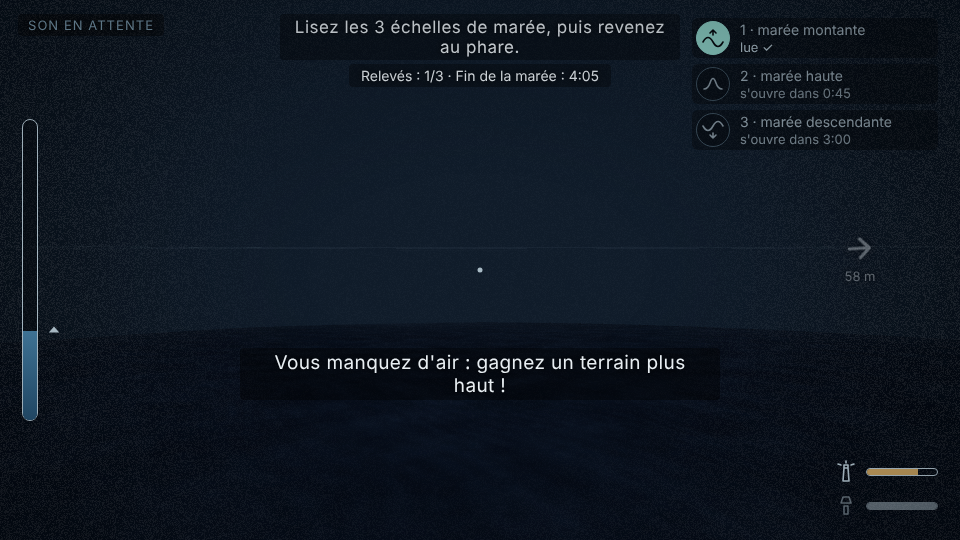 SON EN ATTENTE
Lisez les 3 échelles de marée, puis revenez
au phare.
Relevés : 1/3 · Fin de la marée : 4:05
1 · marée montante
lue ✓
2 · marée haute
s'ouvre dans 0:45
3 · marée descendante
s'ouvre dans 3:00
58 m
Vous manquez d'air : gagnez un terrain plus
haut !